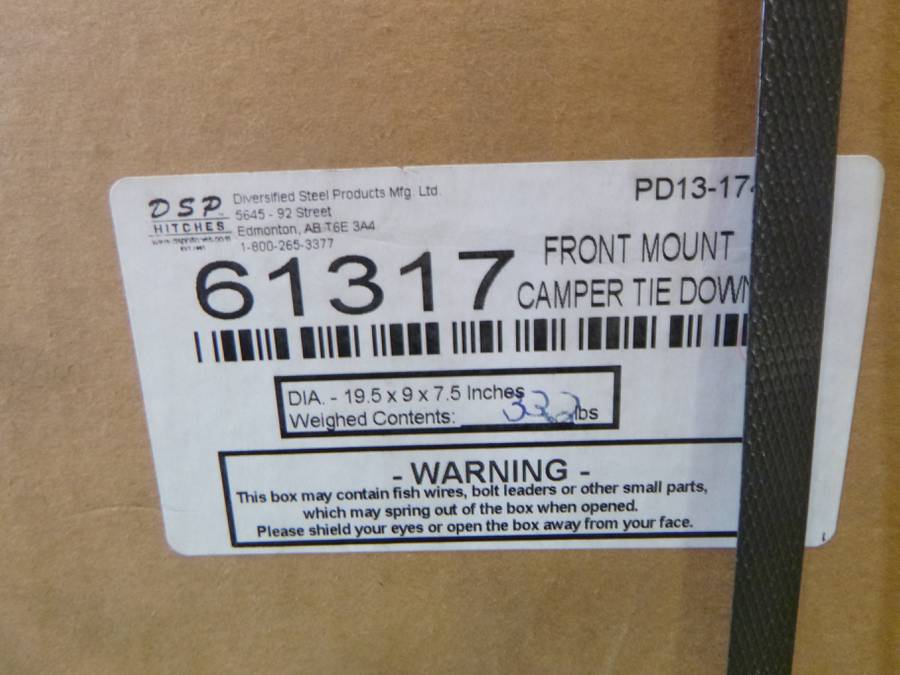 DSP
HITCHES
Diversified Steel Products Mfg. Ltd.
5645 - 92 Street
Edmonton, AB T6E 3A4
1-800-265-3377
PD13-17
61317
FRONT MOUNT
CAMPER TIE DOWN
DIA. - 19.5 x 9 x 7.5 Inches
Weighed Contents: lbs
- WARNING -
This box may contain fish wires, bolt leaders or other small parts,
which may spring out of the box when opened.
Please shield your eyes or open the box away from your face.